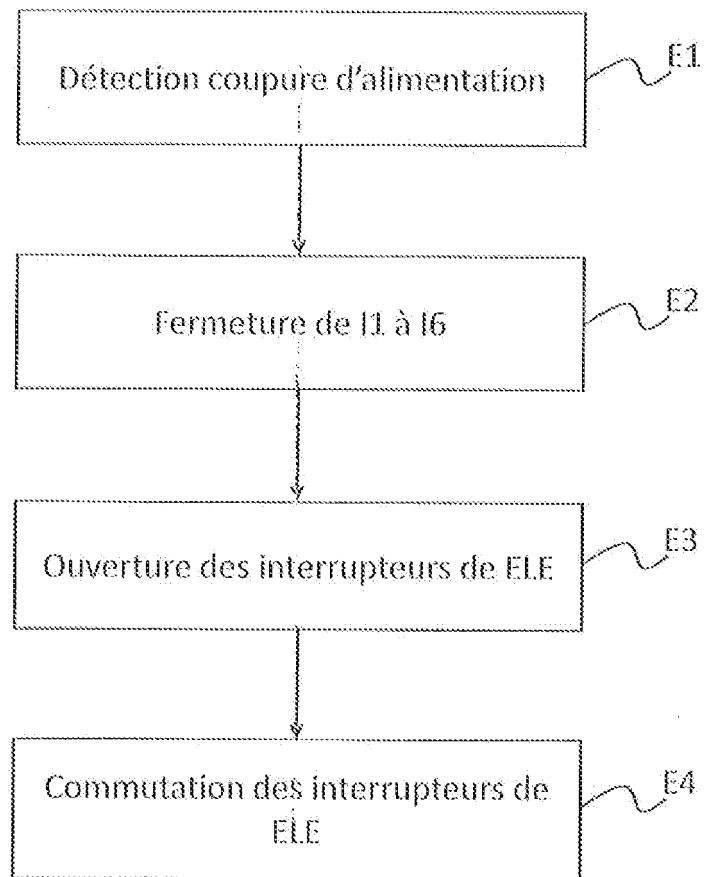 Détection coupure d'alimentation
E1
Fermeture de I1 à I6
E2
Ouverture des interrupteurs de ELE
E3
Commutation des interrupteurs de
ELE
E4